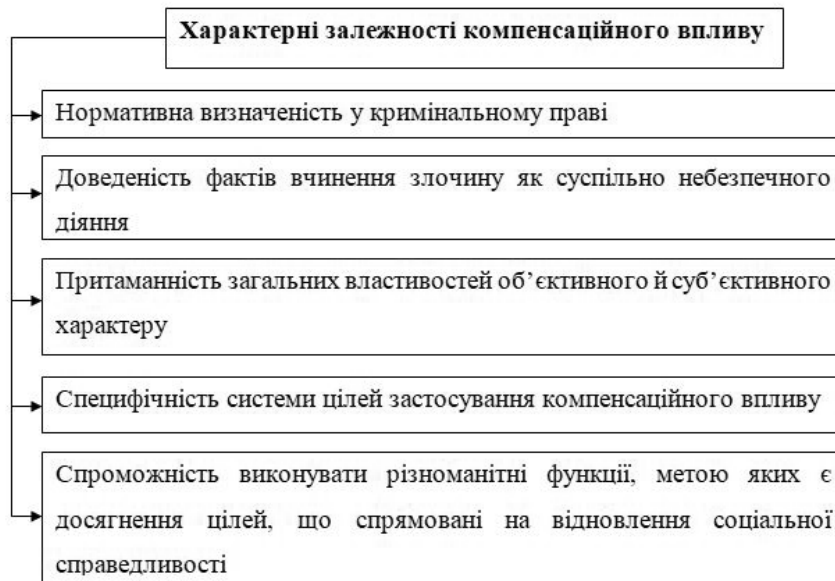 Характерні залежності компенсаційного впливу
Нормативна визначеність у кримінальному праві
Доведеність фактів вчинення злочину як суспільно небезпечного
діяння
Притаманність загальних властивостей об’єктивного й суб’єктивного
характеру
Специфічність системи цілей застосування компенсаційного впливу
Спроможність виконувати різноманітні функції, метою яких є
досягнення цілей, що спрямовані на відновлення соціальної
справедливості